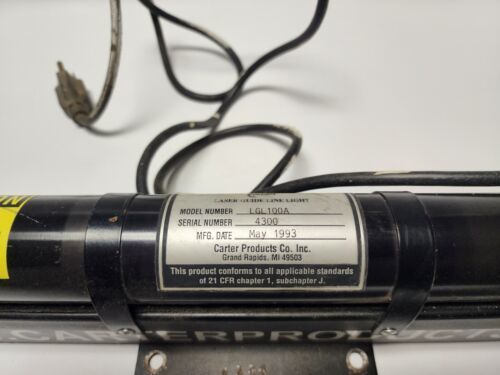 LASER GUIDE LINE LIGHT
MODEL NUMBER LGL100A
SERIAL NUMBER 4300
MFG. DATE May 1993
Carter Products Co. Inc.
Grand Rapids, MI 49503
This product conforms to all applicable standards
of 21 CFR chapter 1, subchapter J.